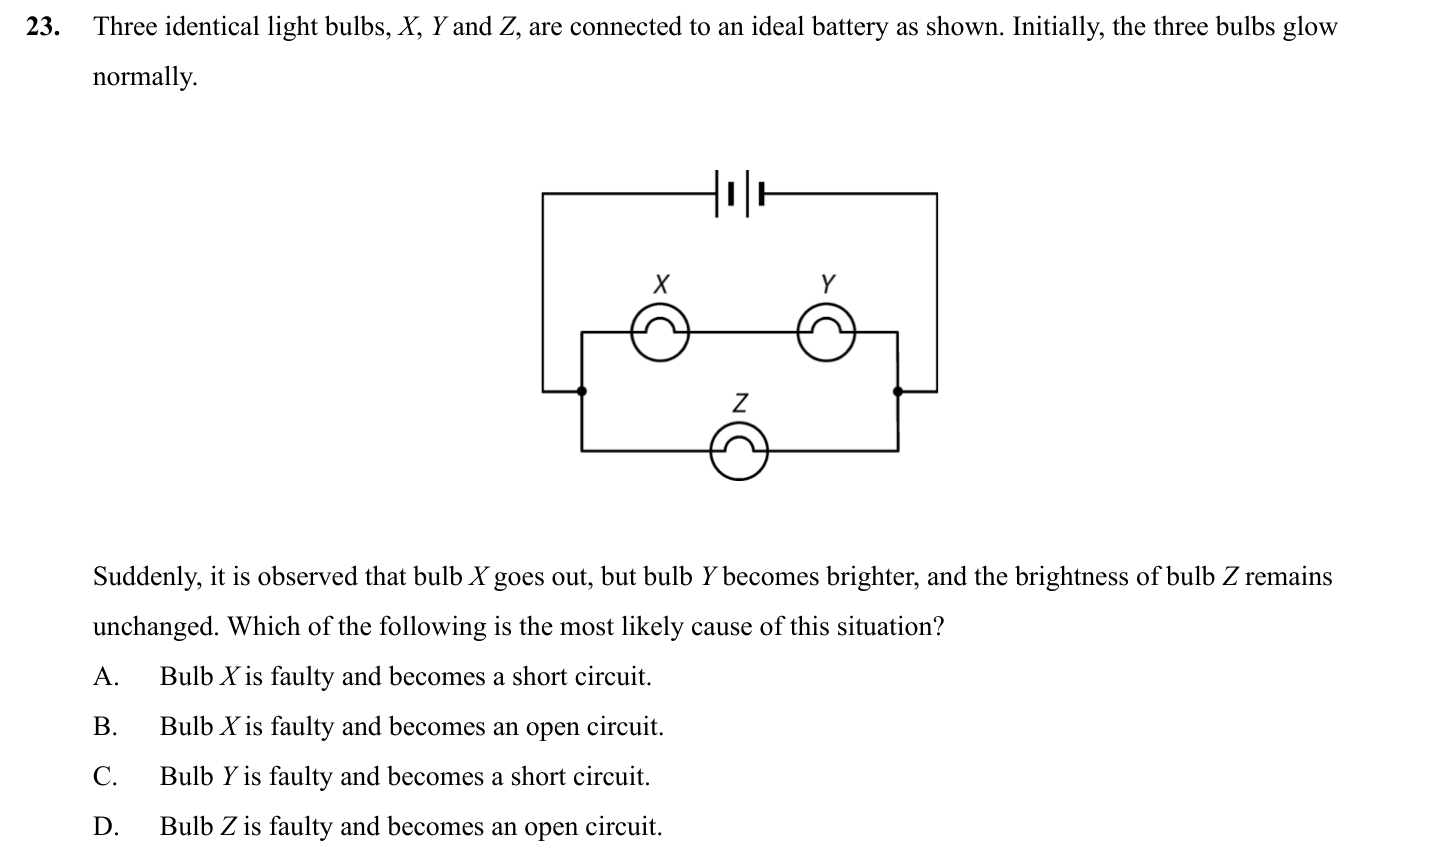 23. Three identical light bulbs, X, Y and Z, are connected to an ideal battery as shown. Initially, the three bulbs glow
normally.
X
Y
Z
Suddenly, it is observed that bulb X goes out, but bulb Y becomes brighter, and the brightness of bulb Z remains
unchanged. Which of the following is the most likely cause of this situation?
A. Bulb X is faulty and becomes a short circuit.
B. Bulb X is faulty and becomes an open circuit.
C. Bulb Y is faulty and becomes a short circuit.
D. Bulb Z is faulty and becomes an open circuit.